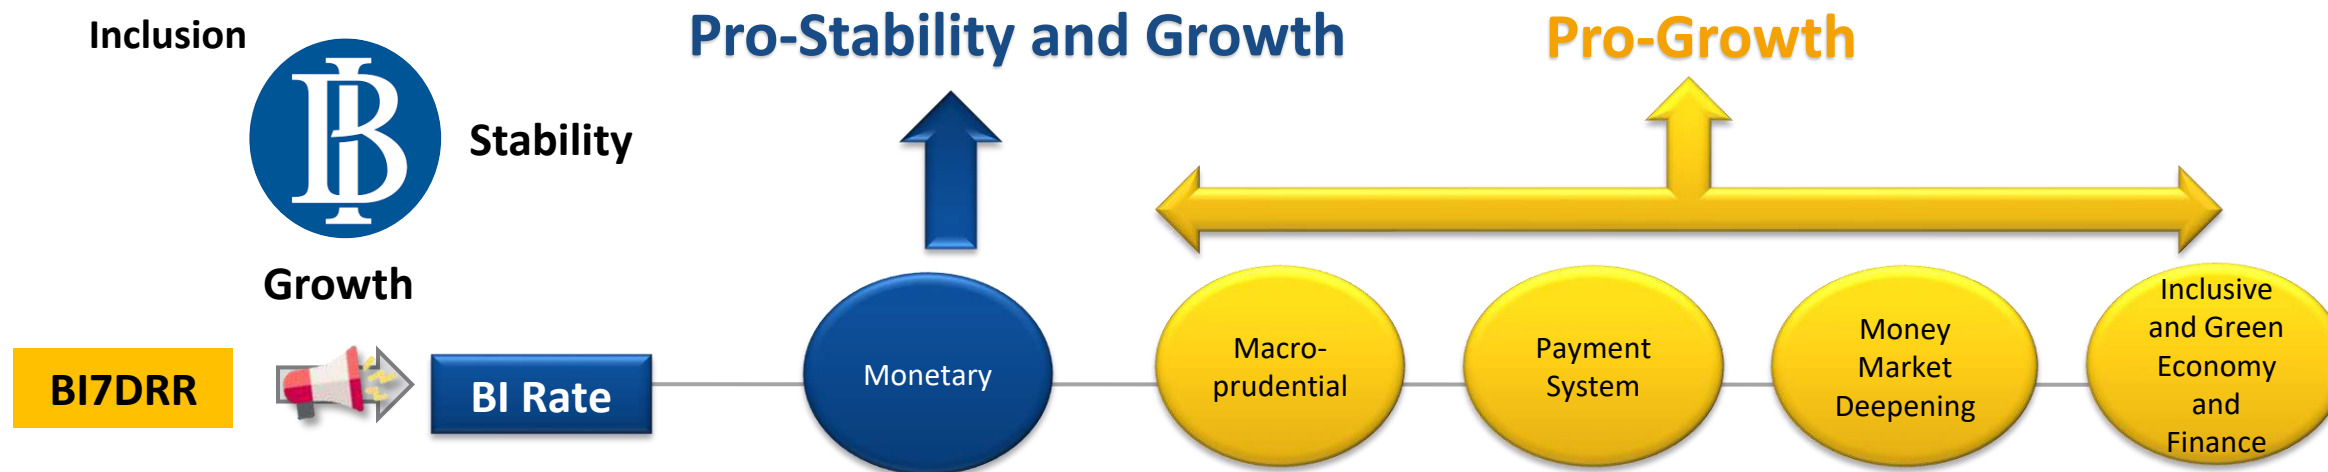 Inclusion
Pro-Stability and Growth
Pro-Growth
BI
Stability
Growth
BI7DRR
BI Rate
Monetary
Macro-
prudential
Payment
System
Money
Market
Deepening
Inclusive
and Green
Economy
and
Finance